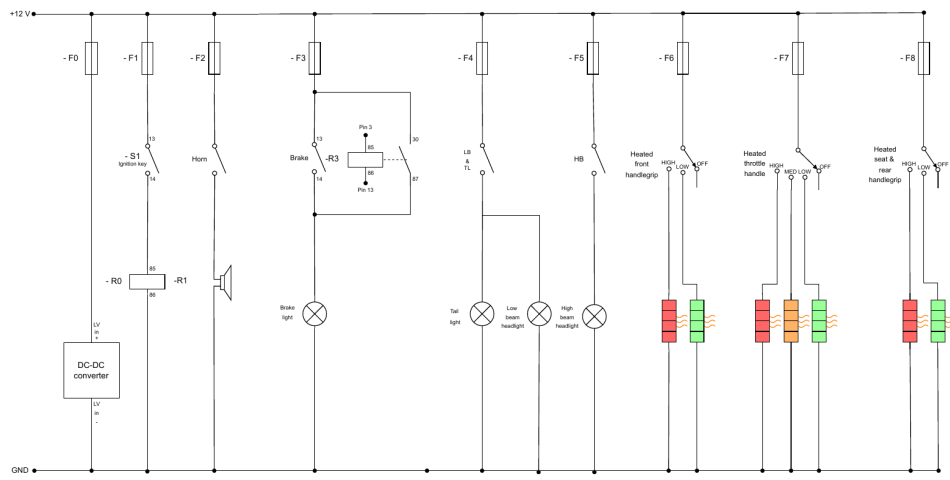 +12 V
- F0
- F1
- F2
- F3
- F4
- F5
- F6
- F7
- F8
13
- S1
Ignition key
14
Horn
13
Brake
14
-R3
Pin 3
85
86
Pin 13
30
87
LB
&
TL
HB
Heated
front
handlegrip
HIGH
LOW
OFF
Heated
throttle
handle
HIGH
MED
LOW
OFF
Heated
seat &
rear
handlegrip
HIGH
LOW
OFF
- R0
85
86
-R1
Brake
light
Tail
light
Low
beam
headlight
High
beam
headlight
LV
in
+
DC-DC
converter
LV
in
-
GND